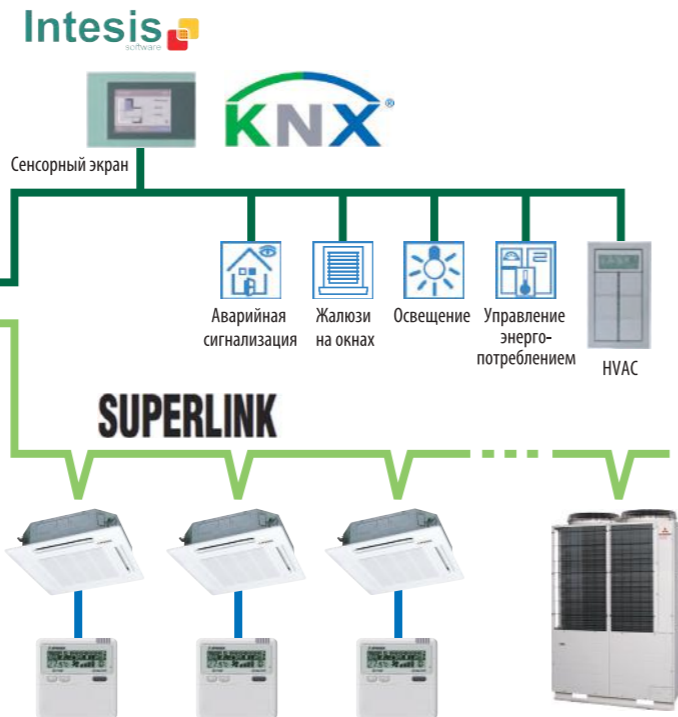 Intesis
software
KNX®
Сенсорный экран
Аварийная
сигнализация
Жалюзи
на окнах
Освещение
Управление
энерго-
потреблением
HVAC
SUPERLINK